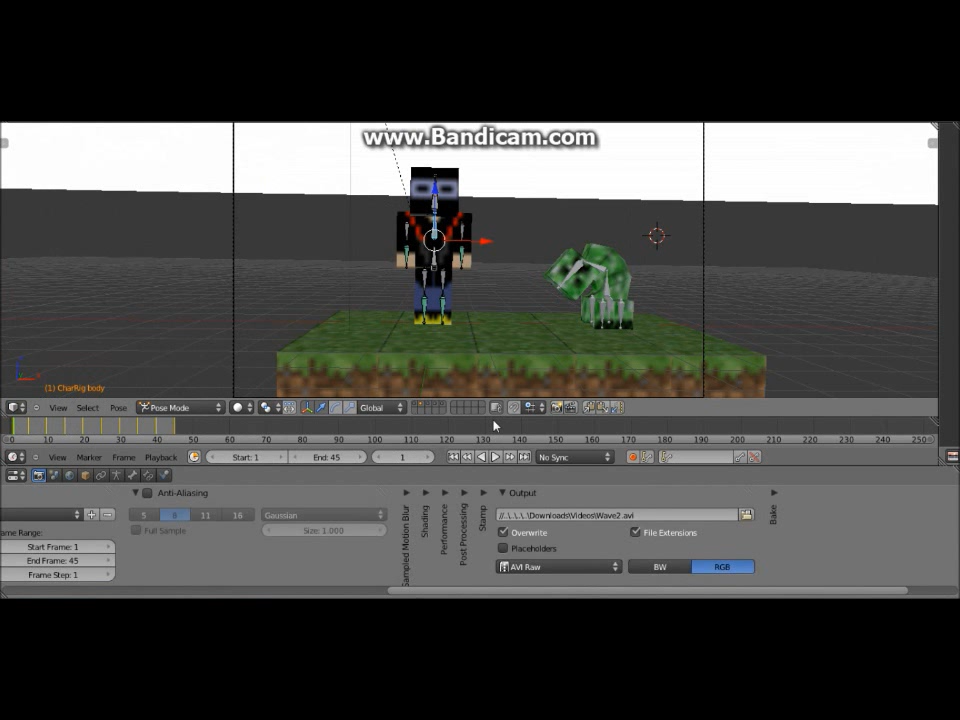 www.Bandicam.com
(1) CharRig body
View Select Pose Pose Mode Global
0 10 20 30 40 50 60 70 80 90 100 110 120 130 140 150 160 170 180 190 200 210 220 230 240 250
View Marker Frame Playback Start: 1 End: 45 1 No Sync
Anti-Aliasing
5 8 11 16 Gaussian
Full Sample Size: 1.000
ame Range:
Start Frame: 1
End Frame: 45
Frame Step: 1
Sampled Motion Blur
Shading
Performance
Post Processing
Stamp
Output
//..\..\..\..\Downloads\Videos\Wave2.avi
Overwrite File Extensions
Placeholders
AVI Raw BW RGB
Bake